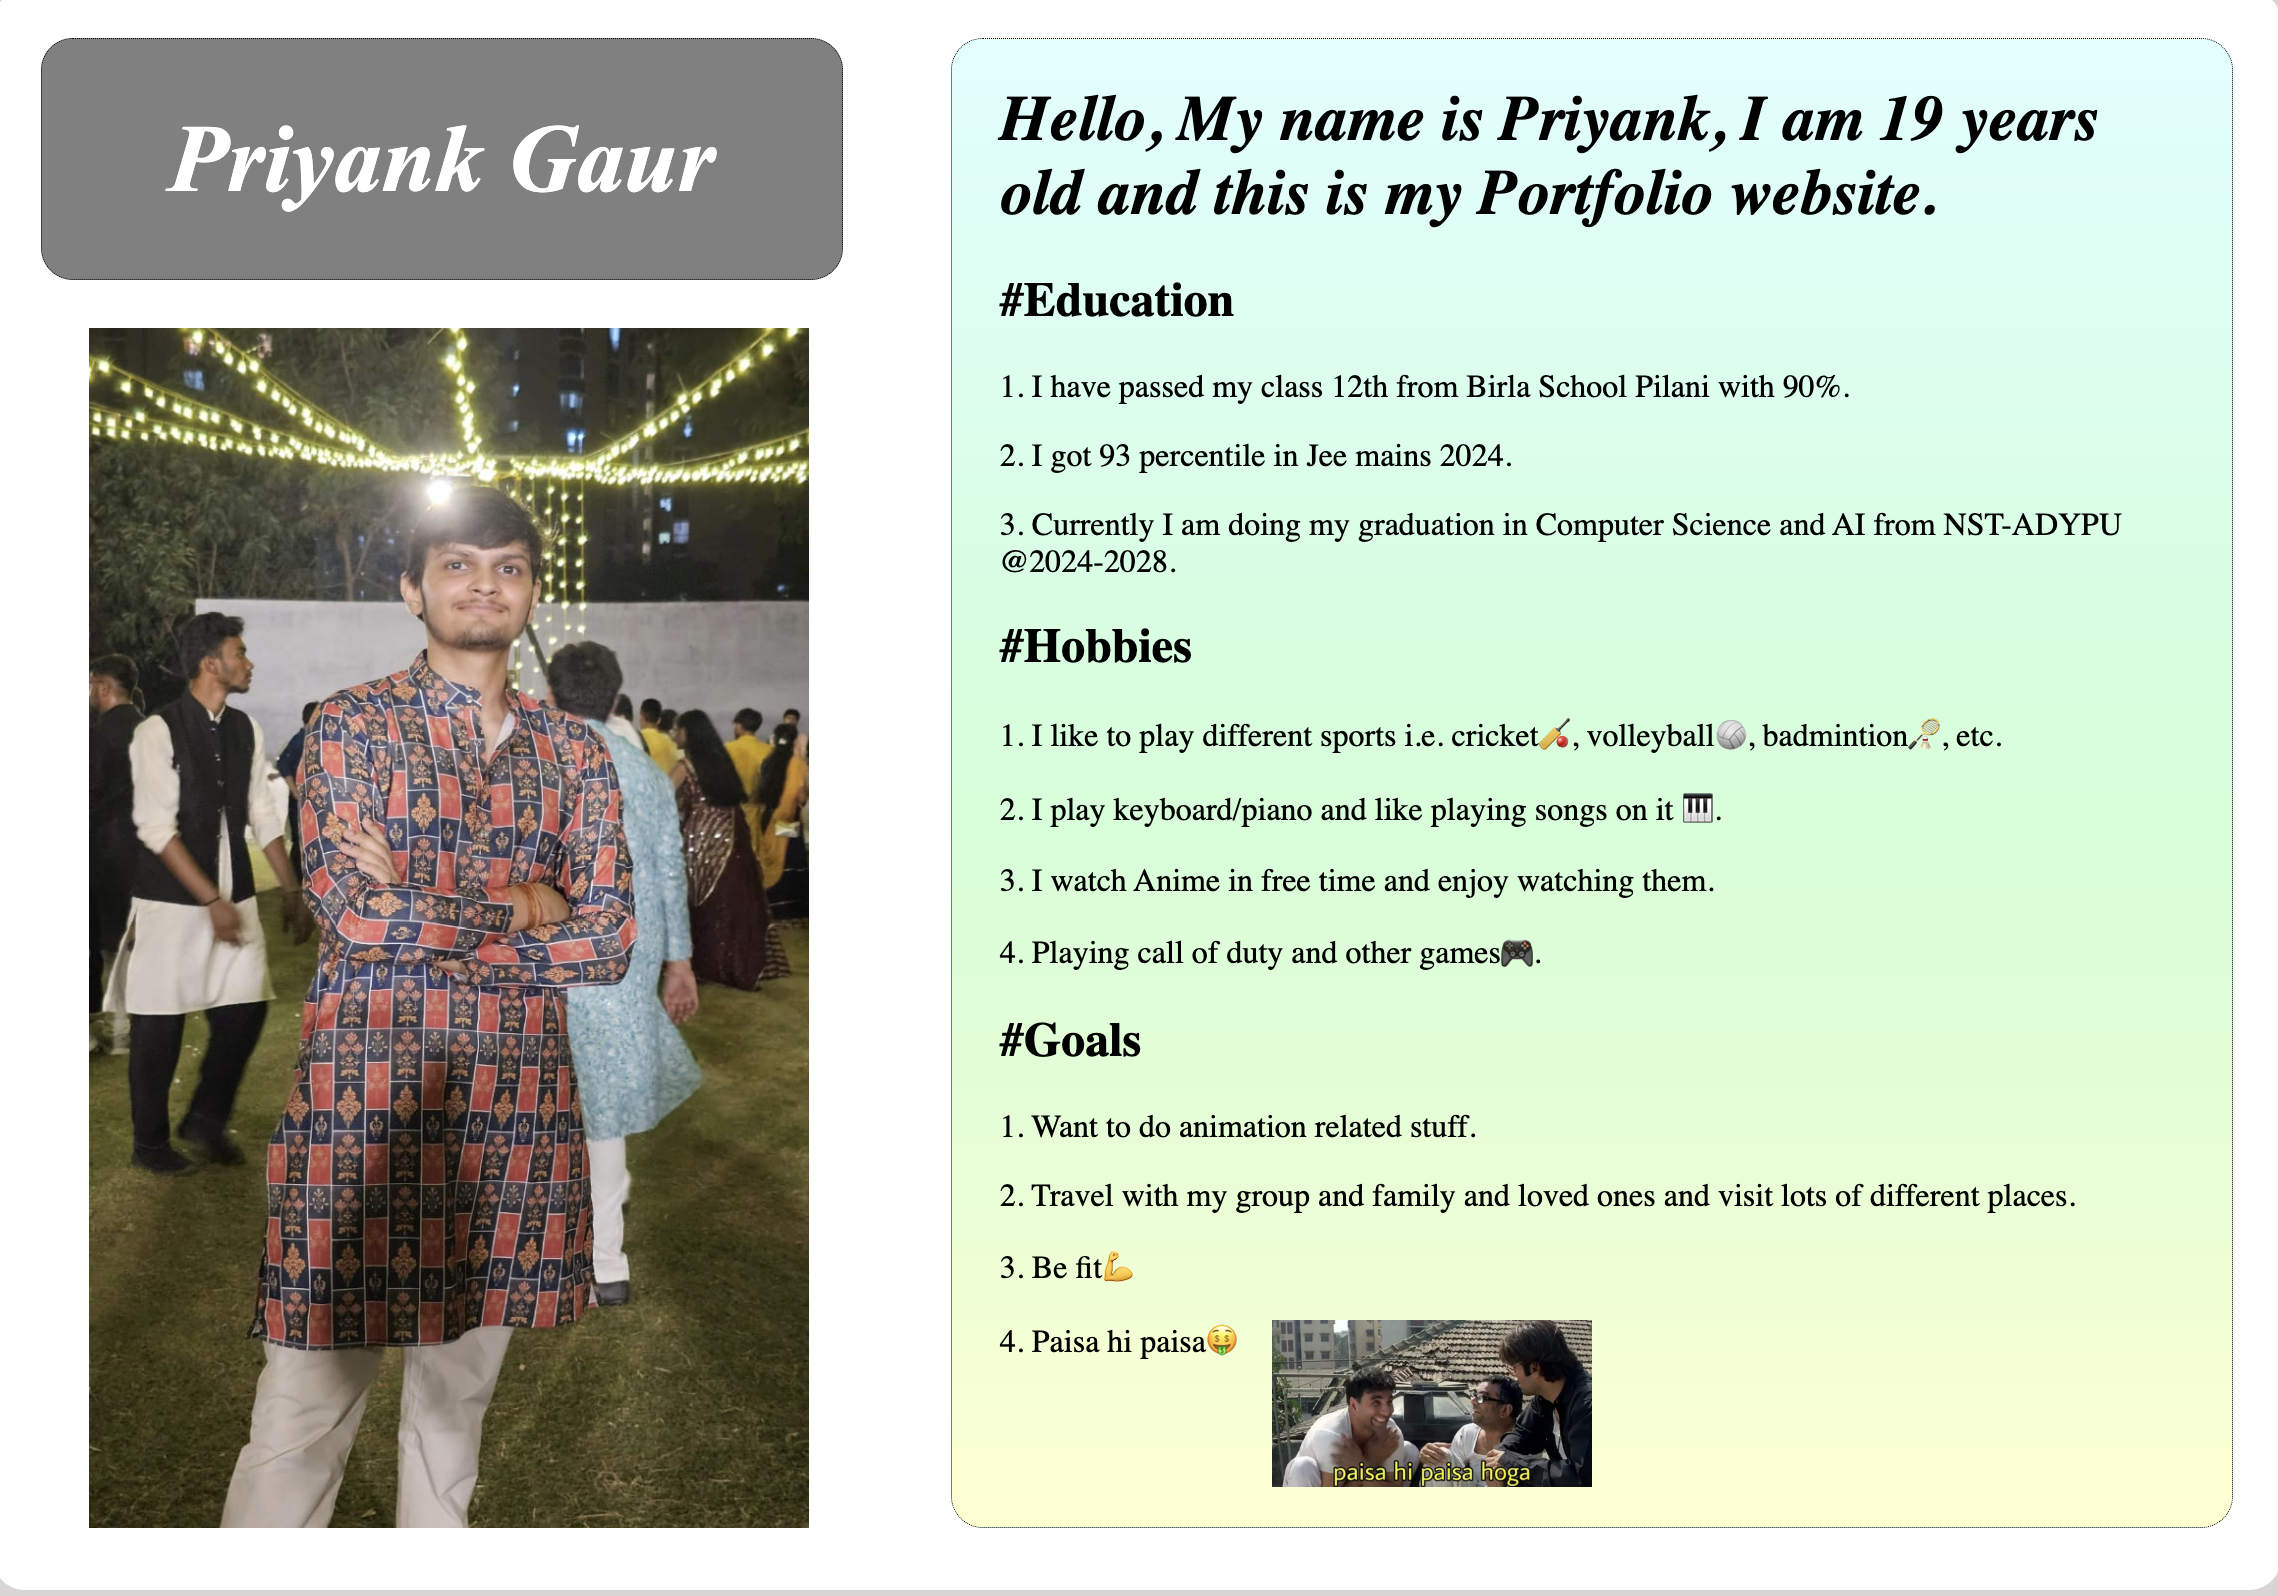 Priyank Gaur
Hello, My name is Priyank, I am 19 years
old and this is my Portfolio website.
#Education
1. I have passed my class 12th from Birla School Pilani with 90%.
2. I got 93 percentile in Jee mains 2024.
3. Currently I am doing my graduation in Computer Science and AI from NST-ADYPU
@2024-2028.
#Hobbies
1. I like to play different sports i.e. cricket🏏, volleyball🏐, badmintion🏸, etc.
2. I play keyboard/piano and like playing songs on it 🎹.
3. I watch Anime in free time and enjoy watching them.
4. Playing call of duty and other games🎮.
#Goals
1. Want to do animation related stuff.
2. Travel with my group and family and loved ones and visit lots of different places.
3. Be fit💪
4. Paisa hi paisa🤑
paisa hi paisa hoga